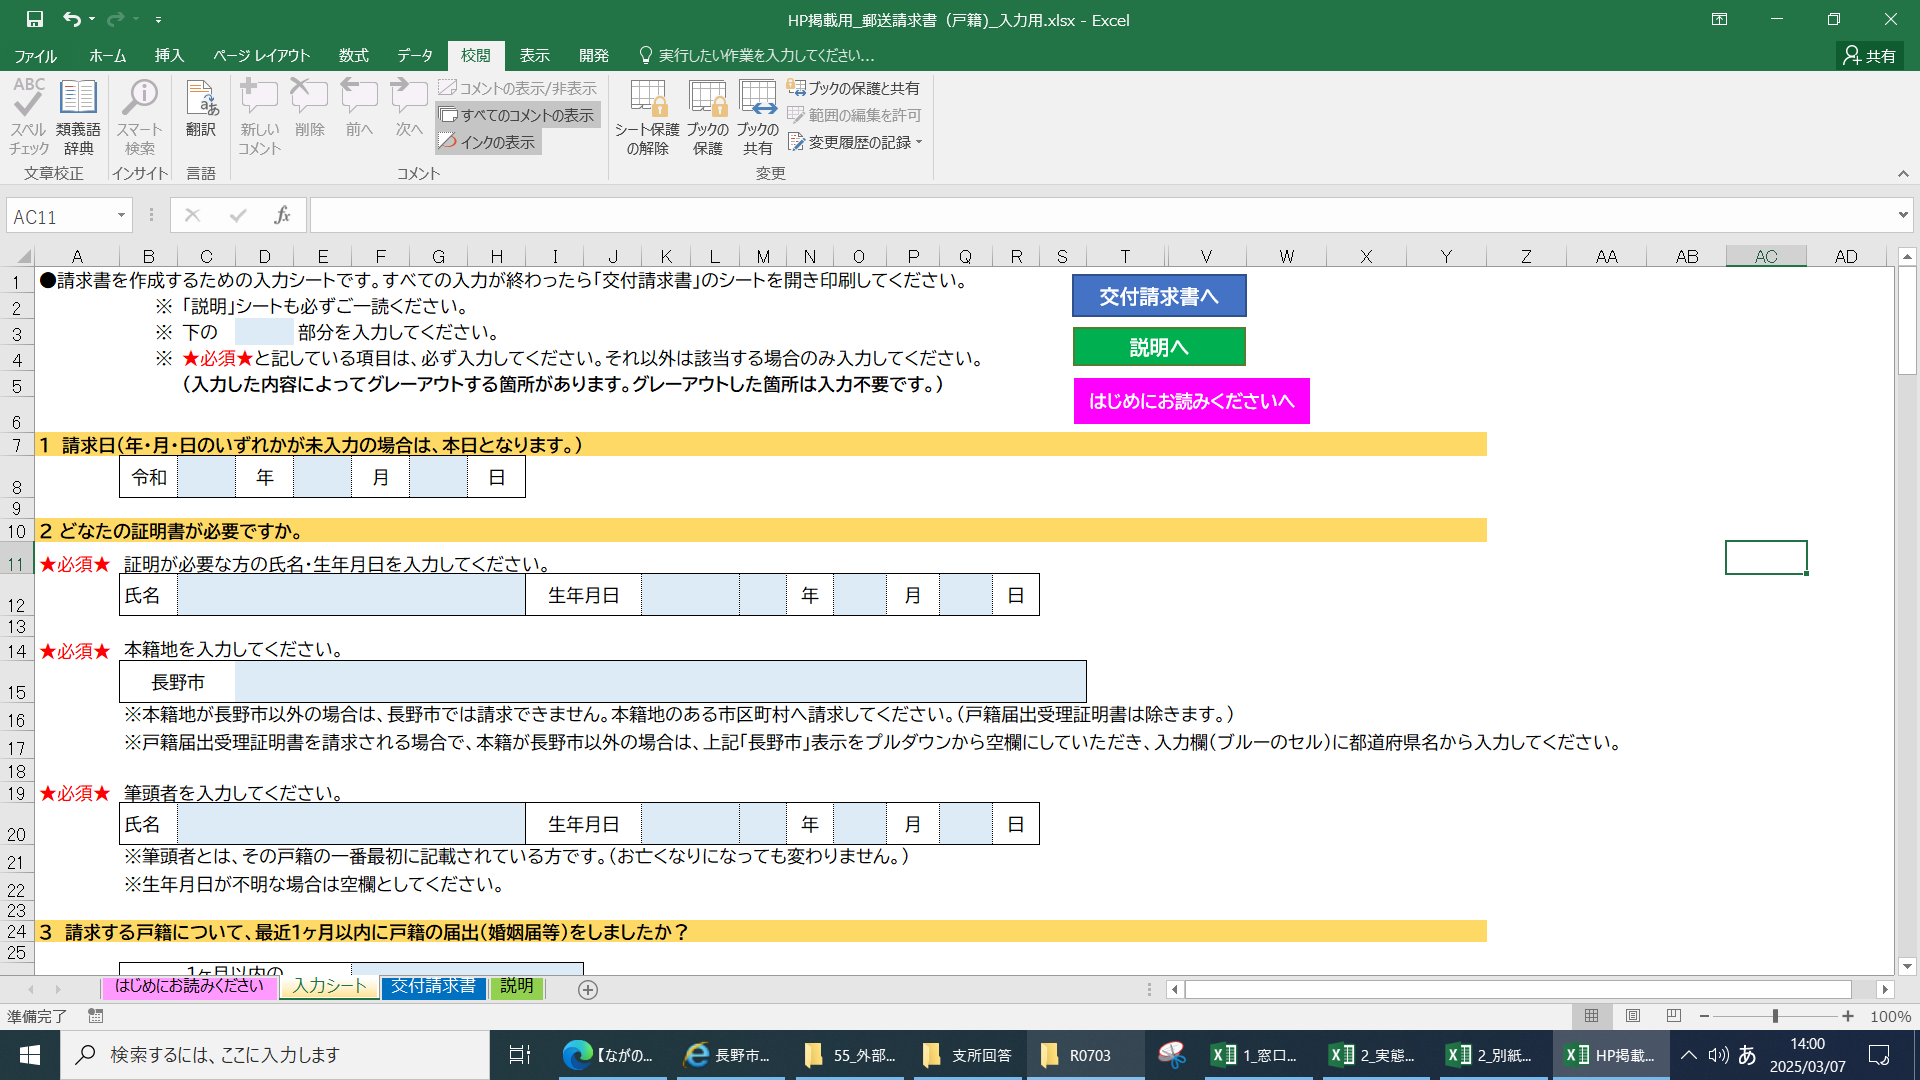 HP掲載用_郵送請求書（戸籍)_入力用.xlsx - Excel
ファイル ホーム 挿入 ページ レイアウト 数式 データ 校閲 表示 開発 実行したい作業を入力してください... 共有
ABC
スペル
チェック
類義語
辞典
文章校正
スマート
検索
インサイト
翻訳
言語
新しい
コメント
削除
前へ
次へ
コメントの表示/非表示
すべてのコメントの表示
インクの表示
コメント
シート保護
の解除
ブックの
保護
ブックの
共有
ブックの保護と共有
範囲の編集を許可
変更履歴の記録
変更
AC11
fx
A B C D E F G H I J K L M N O P Q R S T V W X Y Z AA AB AC AD
1 ●請求書を作成するための入力シートです。すべての入力が終わったら「交付請求書」のシートを開き印刷してください。
2 ※ 「説明」シートも必ずご一読ください。
3 ※ 下の 部分を入力してください。
4 ※ ★必須★と記している項目は、必ず入力してください。それ以外は該当する場合のみ入力してください。
5 （入力した内容によってグレーアウトする箇所があります。グレーアウトした箇所は入力不要です。）
6
交付請求書へ
説明へ
はじめにお読みくださいへ
7 1 請求日（年・月・日のいずれかが未入力の場合は、本日となります。）
8 令和 年 月 日
9
10 2 どなたの証明書が必要ですか。
11 ★必須★ 証明が必要な方の氏名・生年月日を入力してください。
12 氏名 生年月日 年 月 日
13
14 ★必須★ 本籍地を入力してください。
15 長野市
16 ※本籍地が長野市以外の場合は、長野市では請求できません。本籍地のある市区町村へ請求してください。（戸籍届出受理証明書は除きます。）
17 ※戸籍届出受理証明書を請求される場合で、本籍が長野市以外の場合は、上記「長野市」表示をプルダウンから空欄にしていただき、入力欄（ブルーのセル）に都道府県名から入力してください。
18
19 ★必須★ 筆頭者を入力してください。
20 氏名 生年月日 年 月 日
21 ※筆頭者とは、その戸籍の一番最初に記載されている方です。（お亡くなりになっても変わりません。）
22 ※生年月日が不明な場合は空欄としてください。
23
24 3 請求する戸籍について、最近1ヶ月以内に戸籍の届出（婚姻届等）をしましたか？
25
1ヶ月以内の
はじめにお読みください 入力シート 交付請求書 説明
準備完了 100%
検索するには、ここに入力します
【ながの... 長野市... 55_外部... 支所回答 R0703 1_窓口... 2_実態... 2_別紙... HP掲載...
あ
14:00
2025/03/07